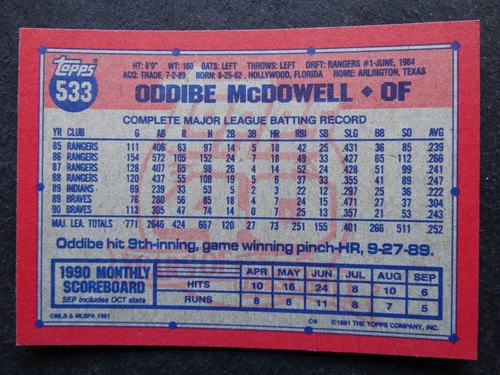 HT: 5'9" WT: 160 BATS: LEFT THROWS: LEFT DRFT: RANGERS #1-JUNE, 1984
ACQ: TRADE, 7-2-89 BORN: 8-25-62, HOLLYWOOD, FLORIDA HOME: ARLINGTON, TEXAS
Topps
533
ODDIBE McDOWELL • OF
COMPLETE MAJOR LEAGUE BATTING RECORD
YR CLUB G AB R H 2B 3B HR RBI SB SLG BB SO AVG
85 RANGERS 111 406 63 97 14 5 18 42 25 .431 36 85 .239
86 RANGERS 154 572 105 152 24 7 18 49 33 .427 65 112 .266
87 RANGERS 128 407 65 98 26 4 14 52 24 .428 51 99 .241
88 RANGERS 120 437 55 108 19 5 6 37 33 .355 41 89 .247
89 INDIANS 69 239 33 53 5 2 3 22 12 .297 25 36 .222
89 BRAVES 76 280 56 85 18 4 7 24 15 .471 27 37 .304
90 BRAVES 113 305 47 74 14 0 7 25 13 .357 21 53 .243
MAJ. LEA. TOTALS 771 2646 424 667 120 27 73 251 155 .401 266 511 .252
Oddibe hit 9th-inning, game winning pinch-HR, 9-27-89.
1990 MONTHLY SCOREBOARD
SEP includes OCT stats
APR MAY JUN JUL AUG SEP
HITS 10 16 24 8 10 6
RUNS 8 8 11 8 7 5
©MLB & MLBPA 1991 C* ©1991 THE TOPPS COMPANY, INC.